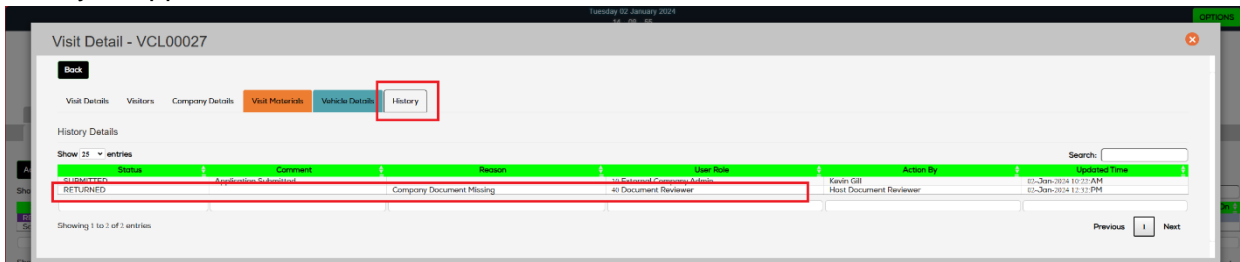 Tuesday 02 January 2024
OPTIONS
Visit Detail - VCL00027
Back
Visit Details Visitors Company Details Visit Materials Vehicle Details History
History Details
Show 25 entries Search:
Status Comment Reason User Role Action By Updated Time
SUBMITTED Application Submitted 30 External Company Admin Kevin Gill 02-Jan-2024 10:22:AM
RETURNED Company Document Missing 40 Document Reviewer Host Document Reviewer 02-Jan-2024 12:32:PM
Showing 1 to 2 of 2 entries Previous 1 Next